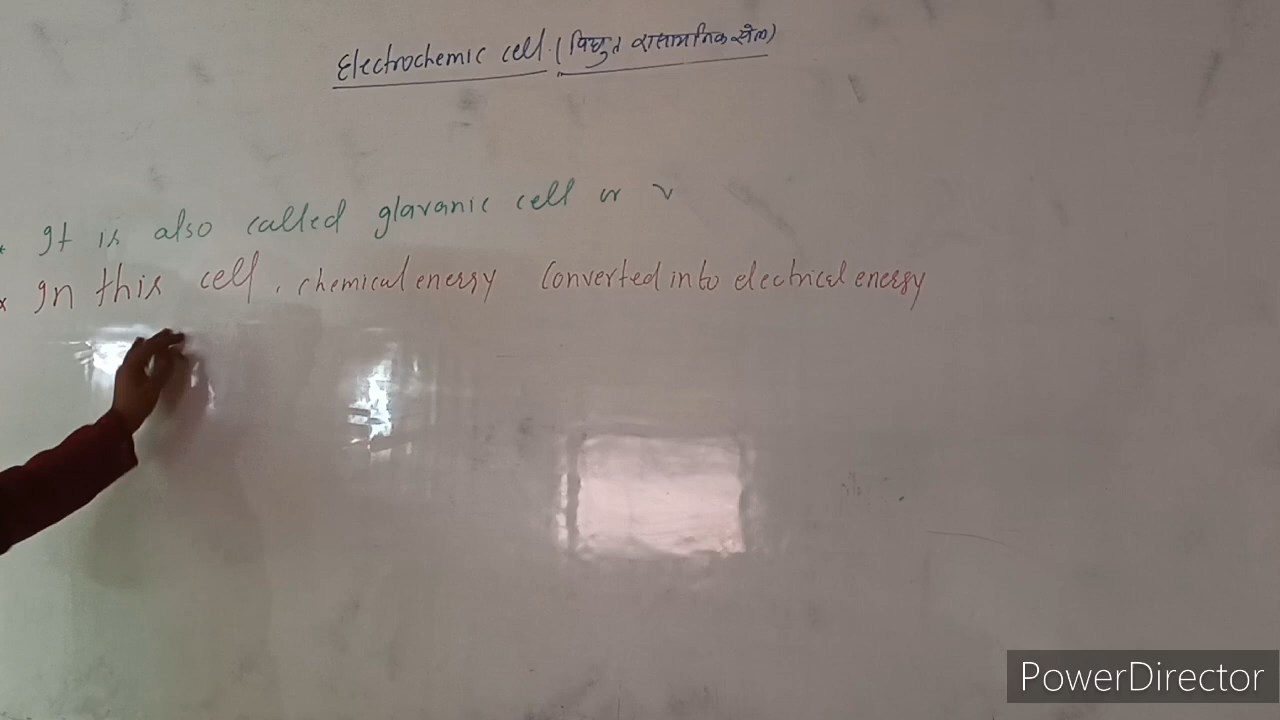 Electrochemic cell. (विद्युत रासायनिक सेल)
* It is also called glavanic cell or v
* In this cell, chemical energy converted into electrical energy
PowerDirector